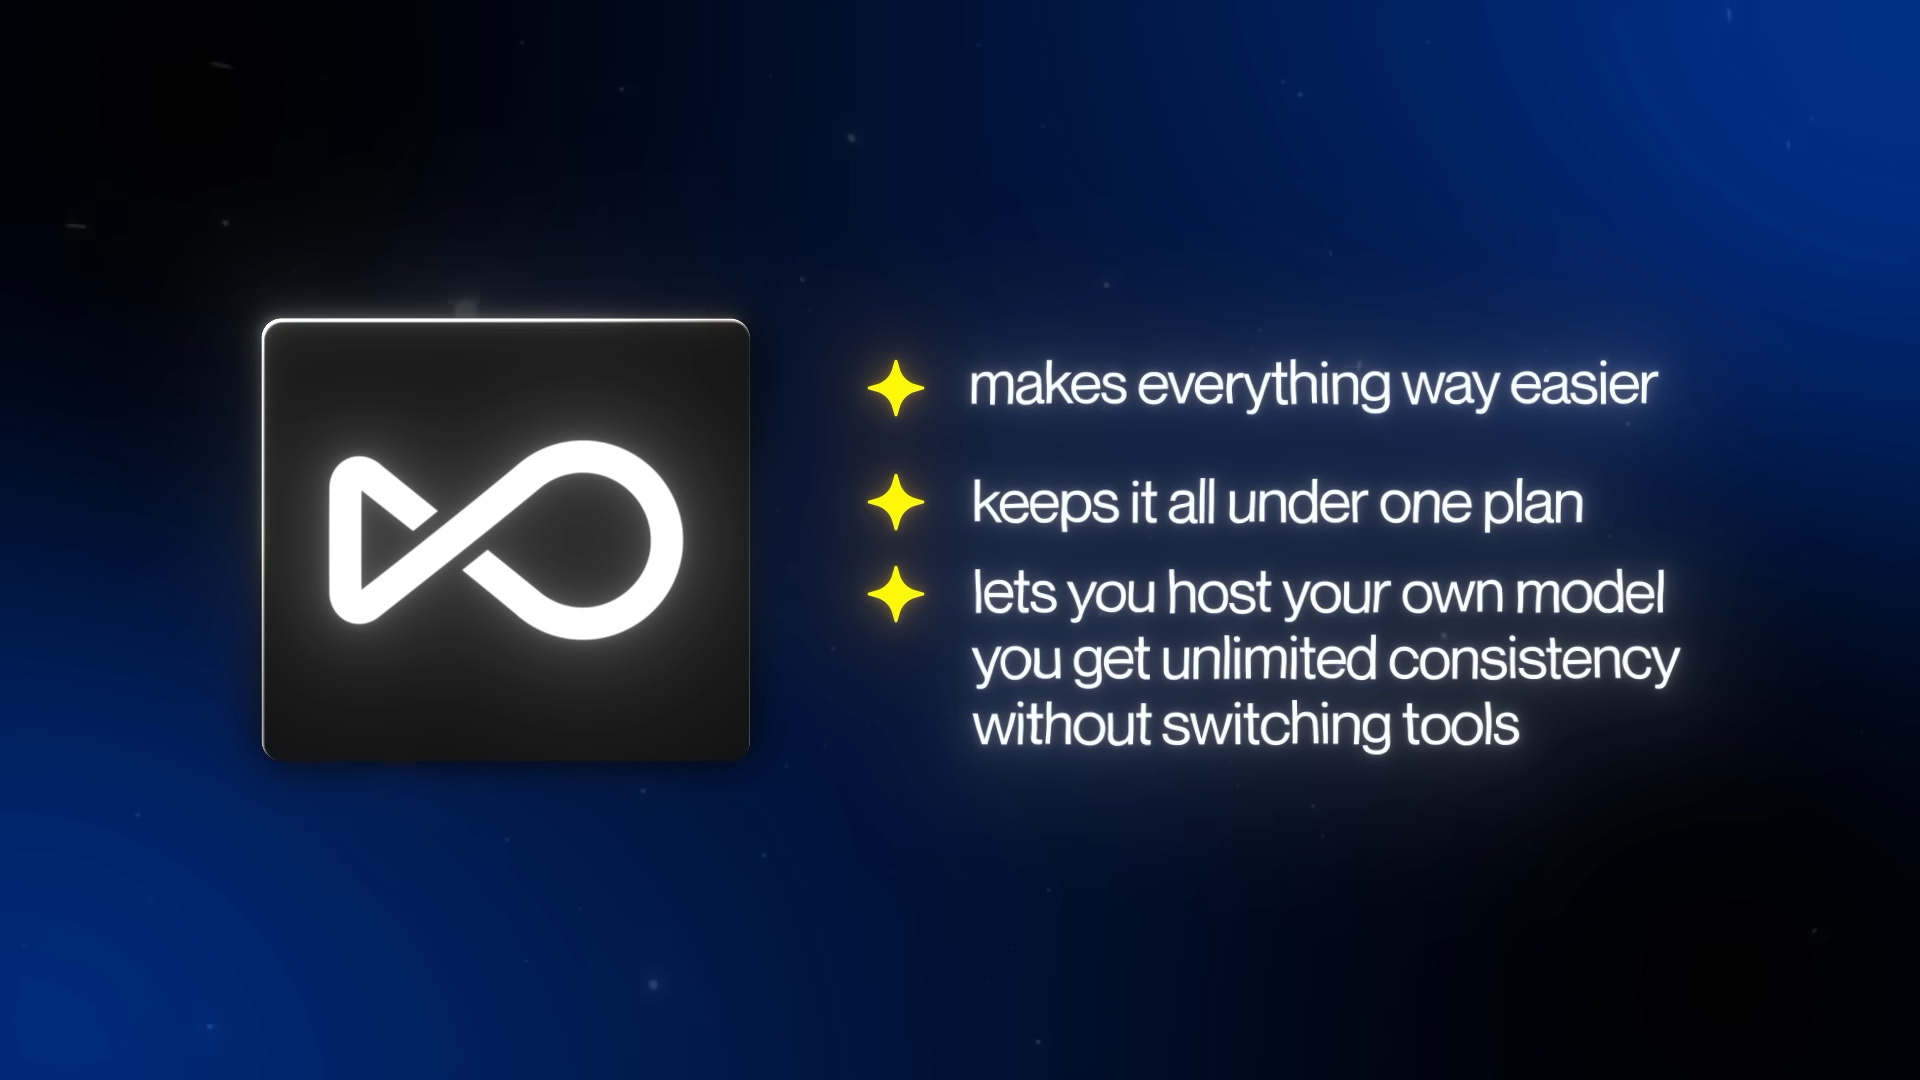 makes everything way easier
keeps it all under one plan
lets you host your own model
you get unlimited consistency
without switching tools